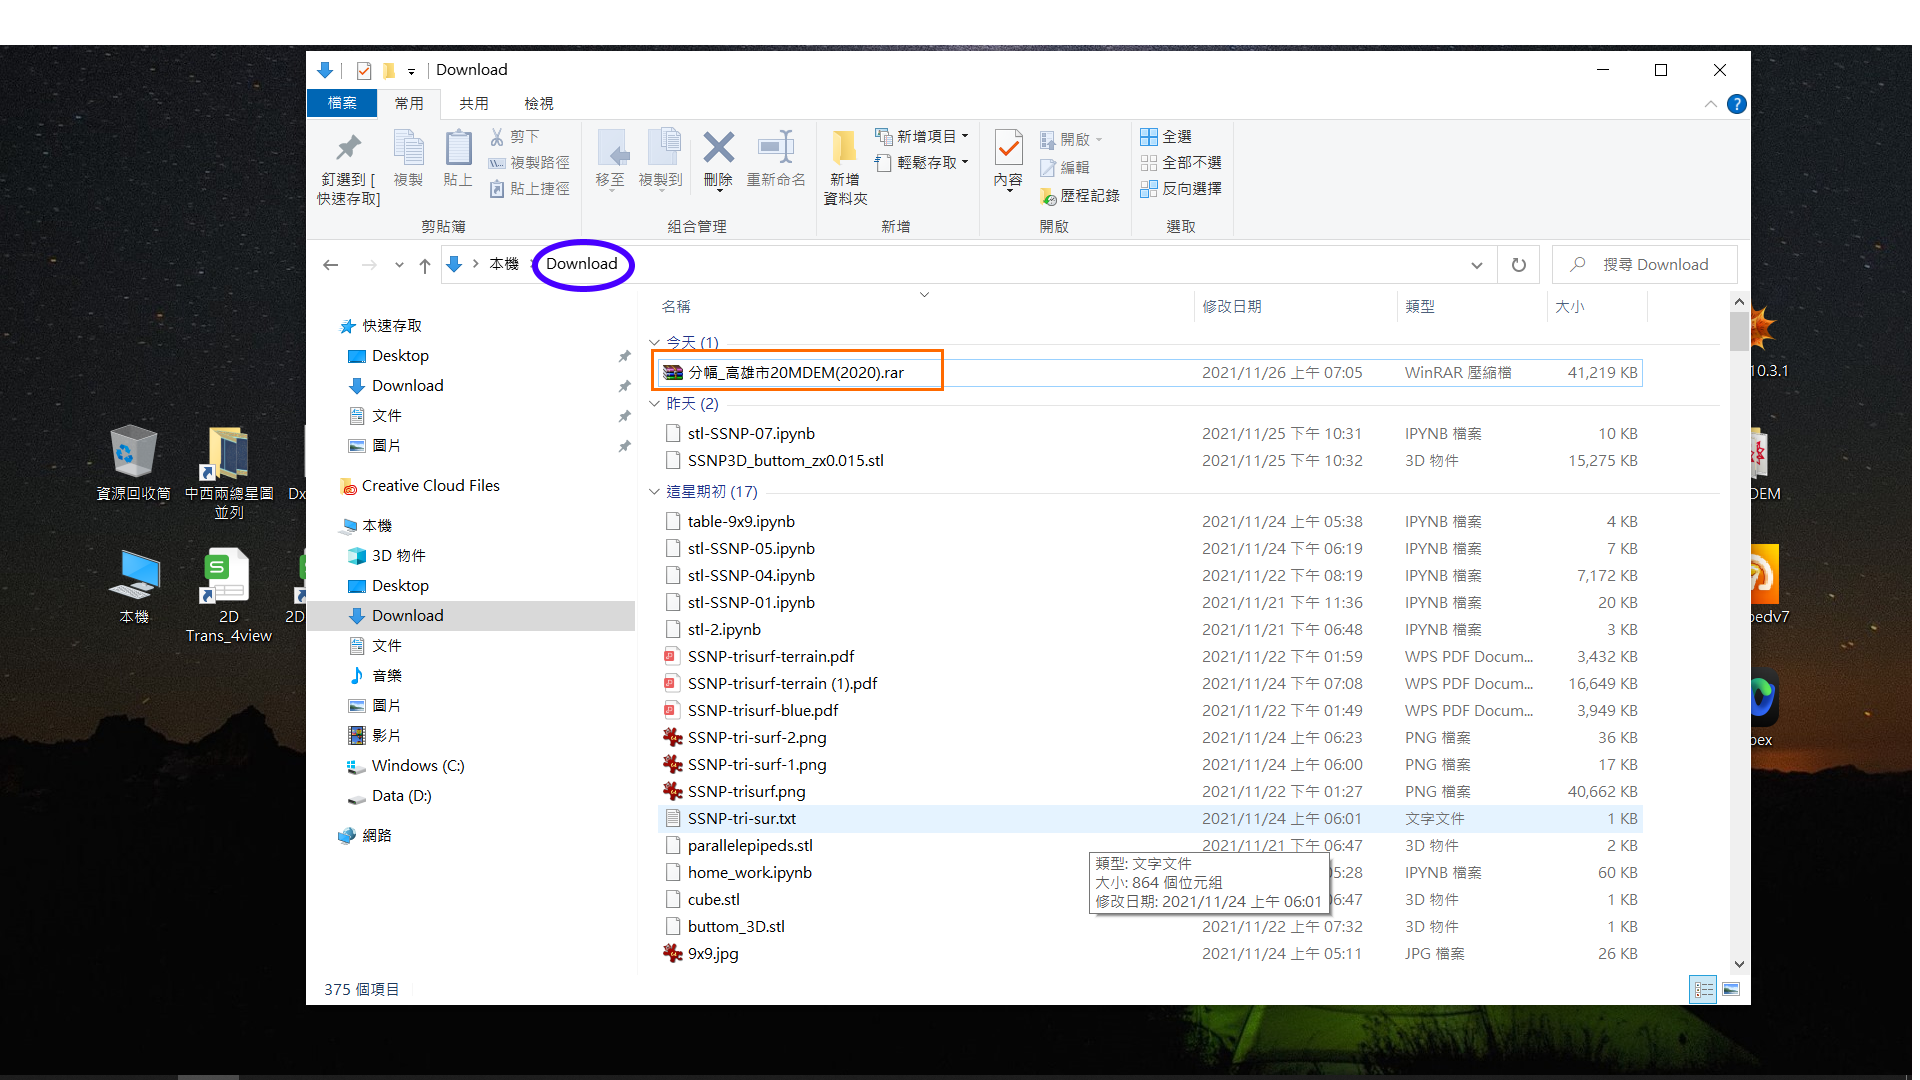 Download
檔案 常用 共用 檢視
釘選到 [
快速存取]
複製
貼上
剪下
複製路徑
貼上捷徑
剪貼簿
移至
複製到
刪除
重新命名
組合管理
新增
資料夾
新增項目
輕鬆存取
新增
內容
開啟
編輯
歷程記錄
開啟
全選
全部不選
反向選擇
選取
本機 Download
搜尋 Download
快速存取
Desktop
Download
文件
圖片
Creative Cloud Files
本機
3D 物件
Desktop
Download
文件
音樂
圖片
影片
Windows (C:)
Data (D:)
網路
名稱 修改日期 類型 大小
今天 (1)
分幅_高雄市20MDEM(2020).rar 2021/11/26 上午 07:05 WinRAR 壓縮檔 41,219 KB
昨天 (2)
stl-SSNP-07.ipynb 2021/11/25 下午 10:31 IPYNB 檔案 10 KB
SSNP3D_buttom_zx0.015.stl 2021/11/25 下午 10:32 3D 物件 15,275 KB
這星期初 (17)
table-9x9.ipynb 2021/11/24 上午 05:38 IPYNB 檔案 4 KB
stl-SSNP-05.ipynb 2021/11/24 下午 06:19 IPYNB 檔案 7 KB
stl-SSNP-04.ipynb 2021/11/22 下午 08:19 IPYNB 檔案 7,172 KB
stl-SSNP-01.ipynb 2021/11/21 下午 11:36 IPYNB 檔案 20 KB
stl-2.ipynb 2021/11/21 下午 06:48 IPYNB 檔案 3 KB
SSNP-trisurf-terrain.pdf 2021/11/22 下午 01:59 WPS PDF Docum... 3,432 KB
SSNP-trisurf-terrain (1).pdf 2021/11/24 下午 07:08 WPS PDF Docum... 16,649 KB
SSNP-trisurf-blue.pdf 2021/11/22 下午 01:49 WPS PDF Docum... 3,949 KB
SSNP-tri-surf-2.png 2021/11/24 上午 06:23 PNG 檔案 36 KB
SSNP-tri-surf-1.png 2021/11/24 上午 06:00 PNG 檔案 17 KB
SSNP-trisurf.png 2021/11/22 下午 01:27 PNG 檔案 40,662 KB
SSNP-tri-sur.txt 2021/11/24 上午 06:01 文字文件 1 KB
parallelepipeds.stl 2021/11/21 下午 06:47 3D 物件 2 KB
home_work.ipynb 05:28 IPYNB 檔案 60 KB
cube.stl 06:47 3D 物件 1 KB
buttom_3D.stl 2021/11/22 上午 07:32 3D 物件 1 KB
9x9.jpg 2021/11/24 上午 05:11 JPG 檔案 26 KB
類型: 文字文件
大小: 864 個位元組
修改日期: 2021/11/24 上午 06:01
375 個項目
資源回收筒
中西兩總星圖
並列
Dx
本機
2D
Trans_4view
2D
10.3.1
DEM
pedv7
pex